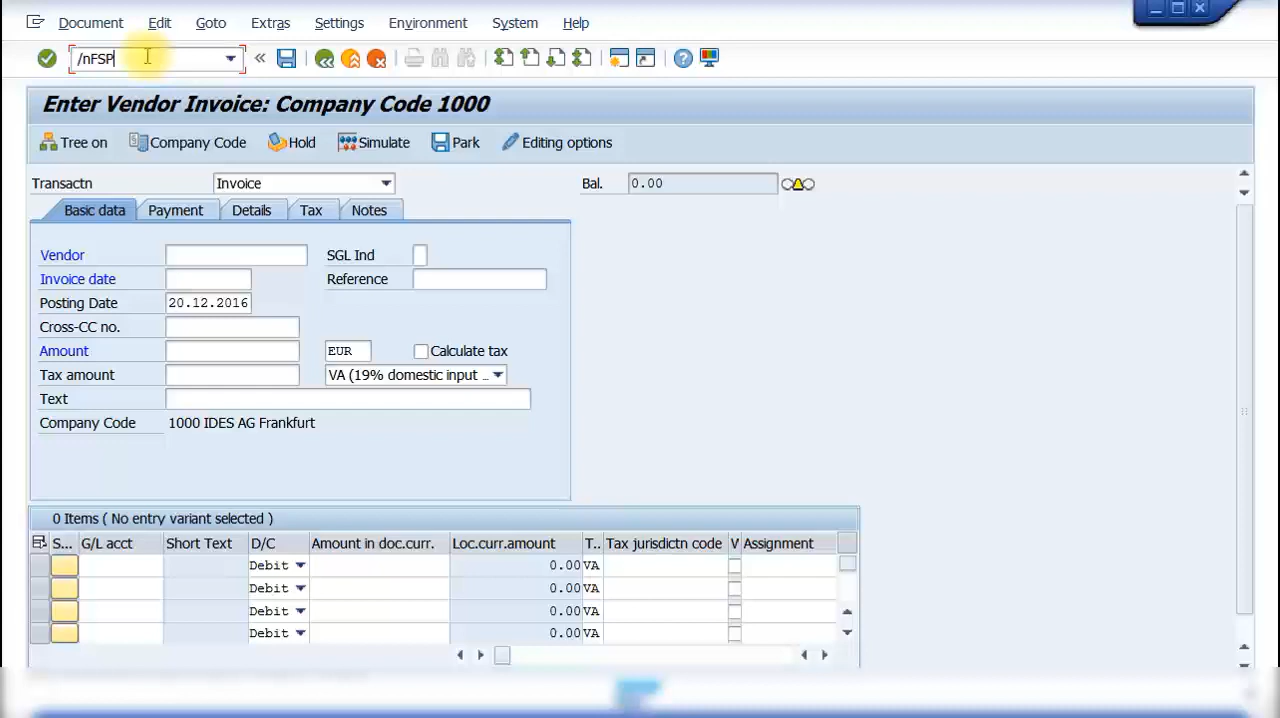 Document Edit Goto Extras Settings Environment System Help
/nFSP
Enter Vendor Invoice: Company Code 1000
Tree on Company Code Hold Simulate Park Editing options
Transactn Invoice Bal. 0.00
Basic data Payment Details Tax Notes
Vendor SGL Ind
Invoice date Reference
Posting Date 20.12.2016
Cross-CC no.
Amount EUR Calculate tax
Tax amount VA (19% domestic input ...
Text
Company Code 1000 IDES AG Frankfurt
0 Items ( No entry variant selected )
S... G/L acct Short Text D/C Amount in doc.curr. Loc.curr.amount T.. Tax jurisdictn code V Assignment
Debit 0.00 VA
Debit 0.00 VA
Debit 0.00 VA
Debit 0.00 VA